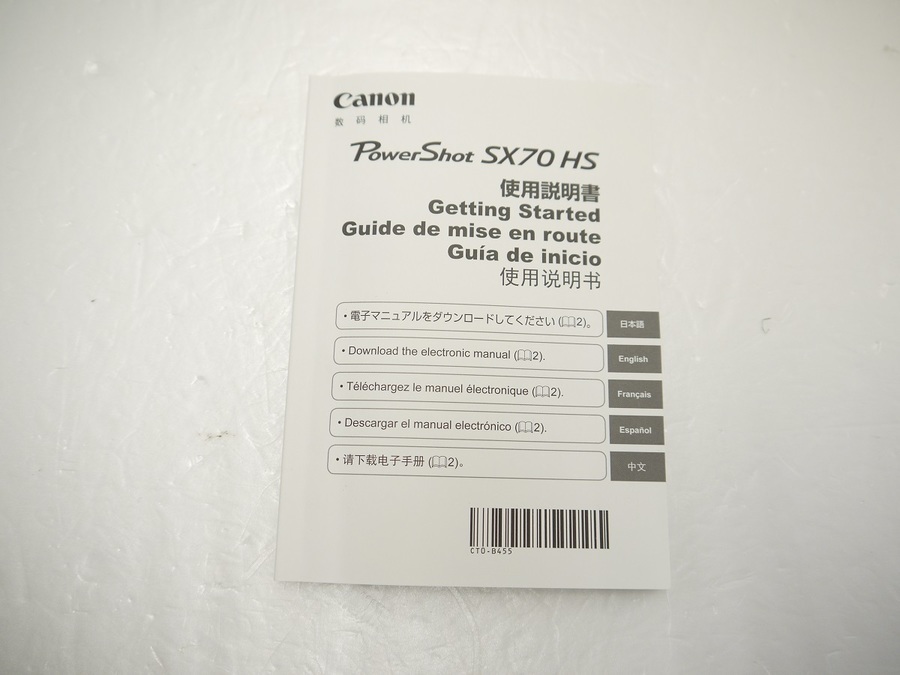 Canon
数码相机
PowerShot SX70 HS
使用説明書
Getting Started
Guide de mise en route
Guía de inicio
使用说明书
・電子マニュアルをダウンロードしてください (2)。 日本語
• Download the electronic manual (2). English
• Téléchargez le manuel électronique (2). Français
• Descargar el manual electrónico (2). Español
・请下载电子手册 (2)。 中文
CT0-B455